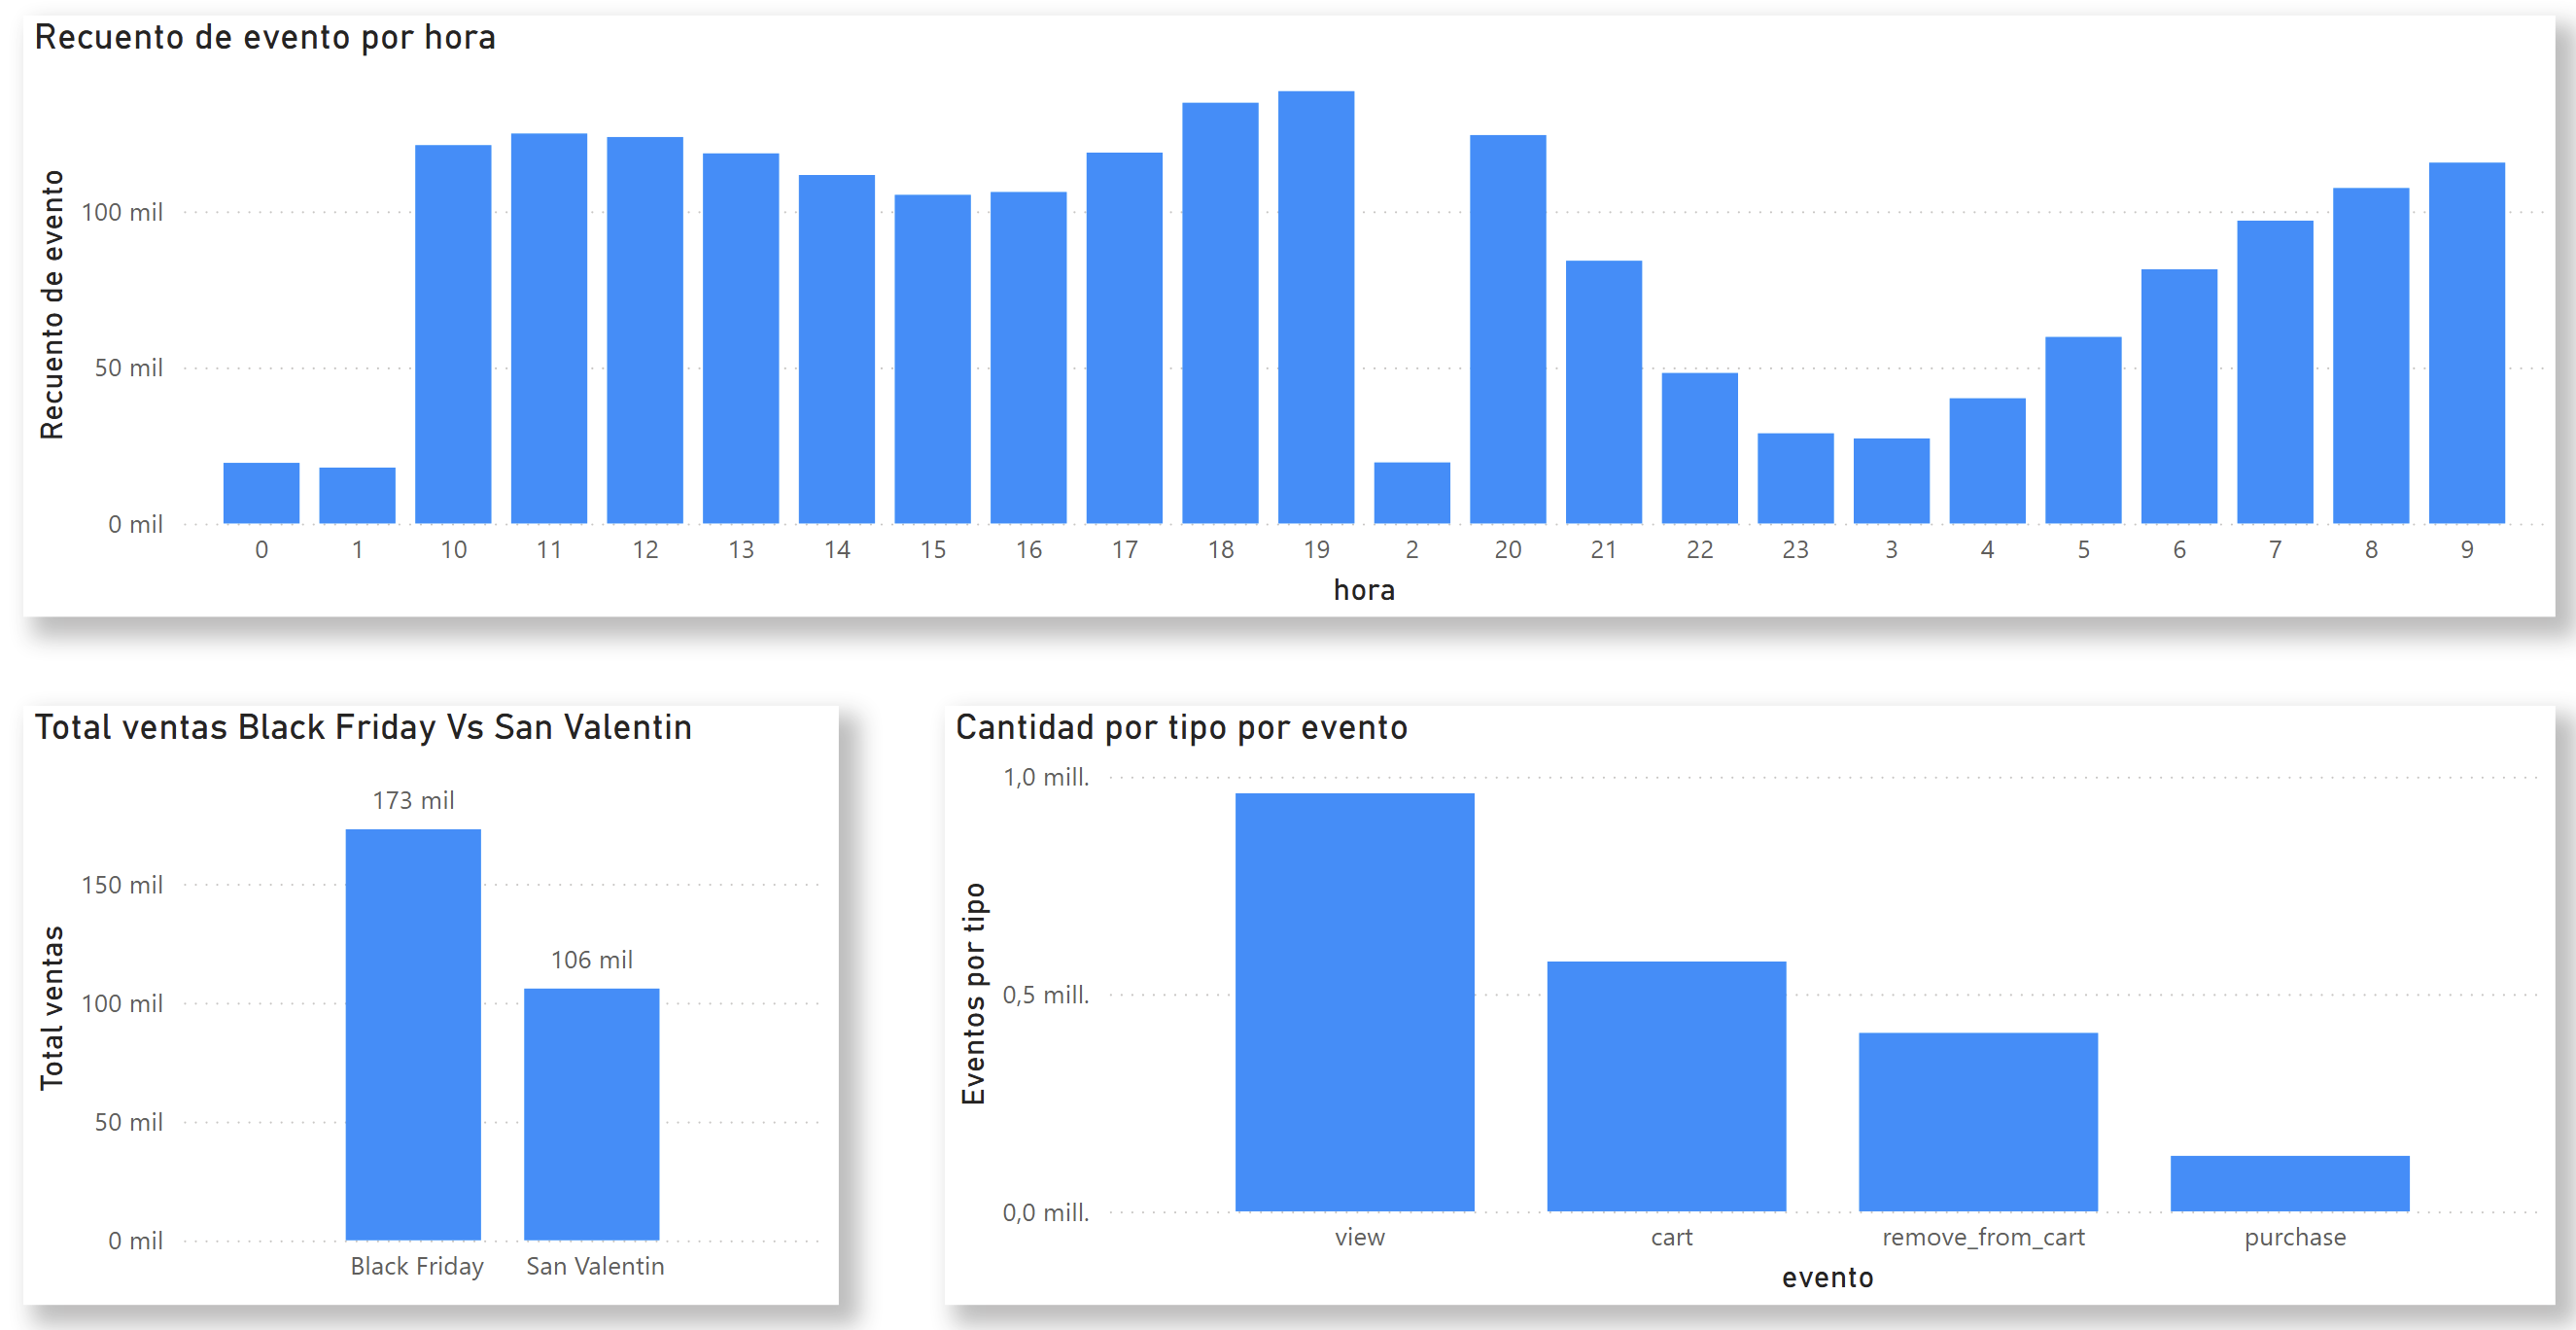 Recuento de evento por hora
Recuento de evento
100 mil
50 mil
0 mil
0 1 10 11 12 13 14 15 16 17 18 19 2 20 21 22 23 3 4 5 6 7 8 9
hora
Total ventas Black Friday Vs San Valentin
Total ventas
150 mil
100 mil
50 mil
0 mil
173 mil
106 mil
Black Friday San Valentin
Cantidad por tipo por evento
Eventos por tipo
1,0 mill.
0,5 mill.
0,0 mill.
view cart remove_from_cart purchase
evento